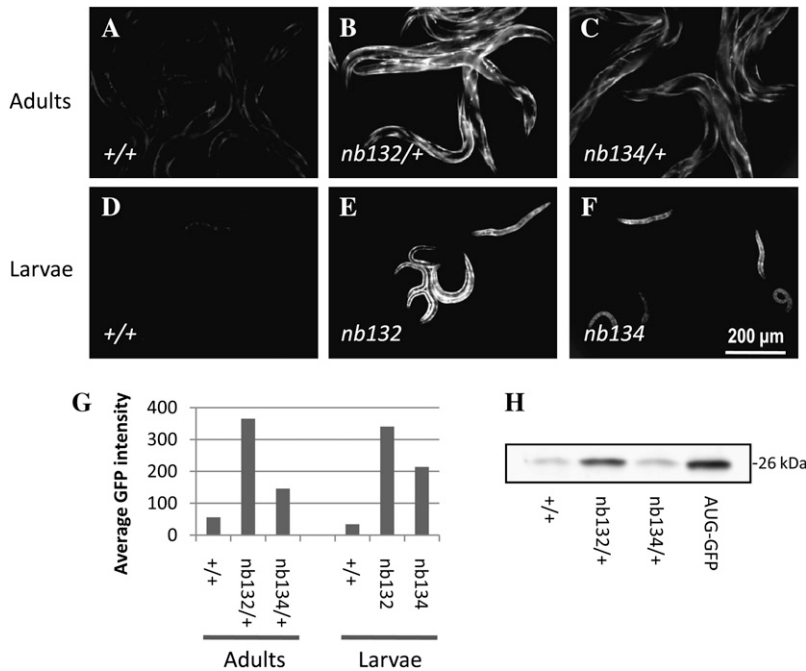 A
B
C
Adults
+/+
nb132/+
nb134/+
D
E
F
Larvae
+/+
nb132
nb134
200 µm
G
Average GFP intensity
400
300
200
100
0
+/+
nb132/+
nb134/+
+/+
nb132
nb134
Adults
Larvae
H
-26 kDa
+/+
nb132/+
nb134/+
AUG-GFP